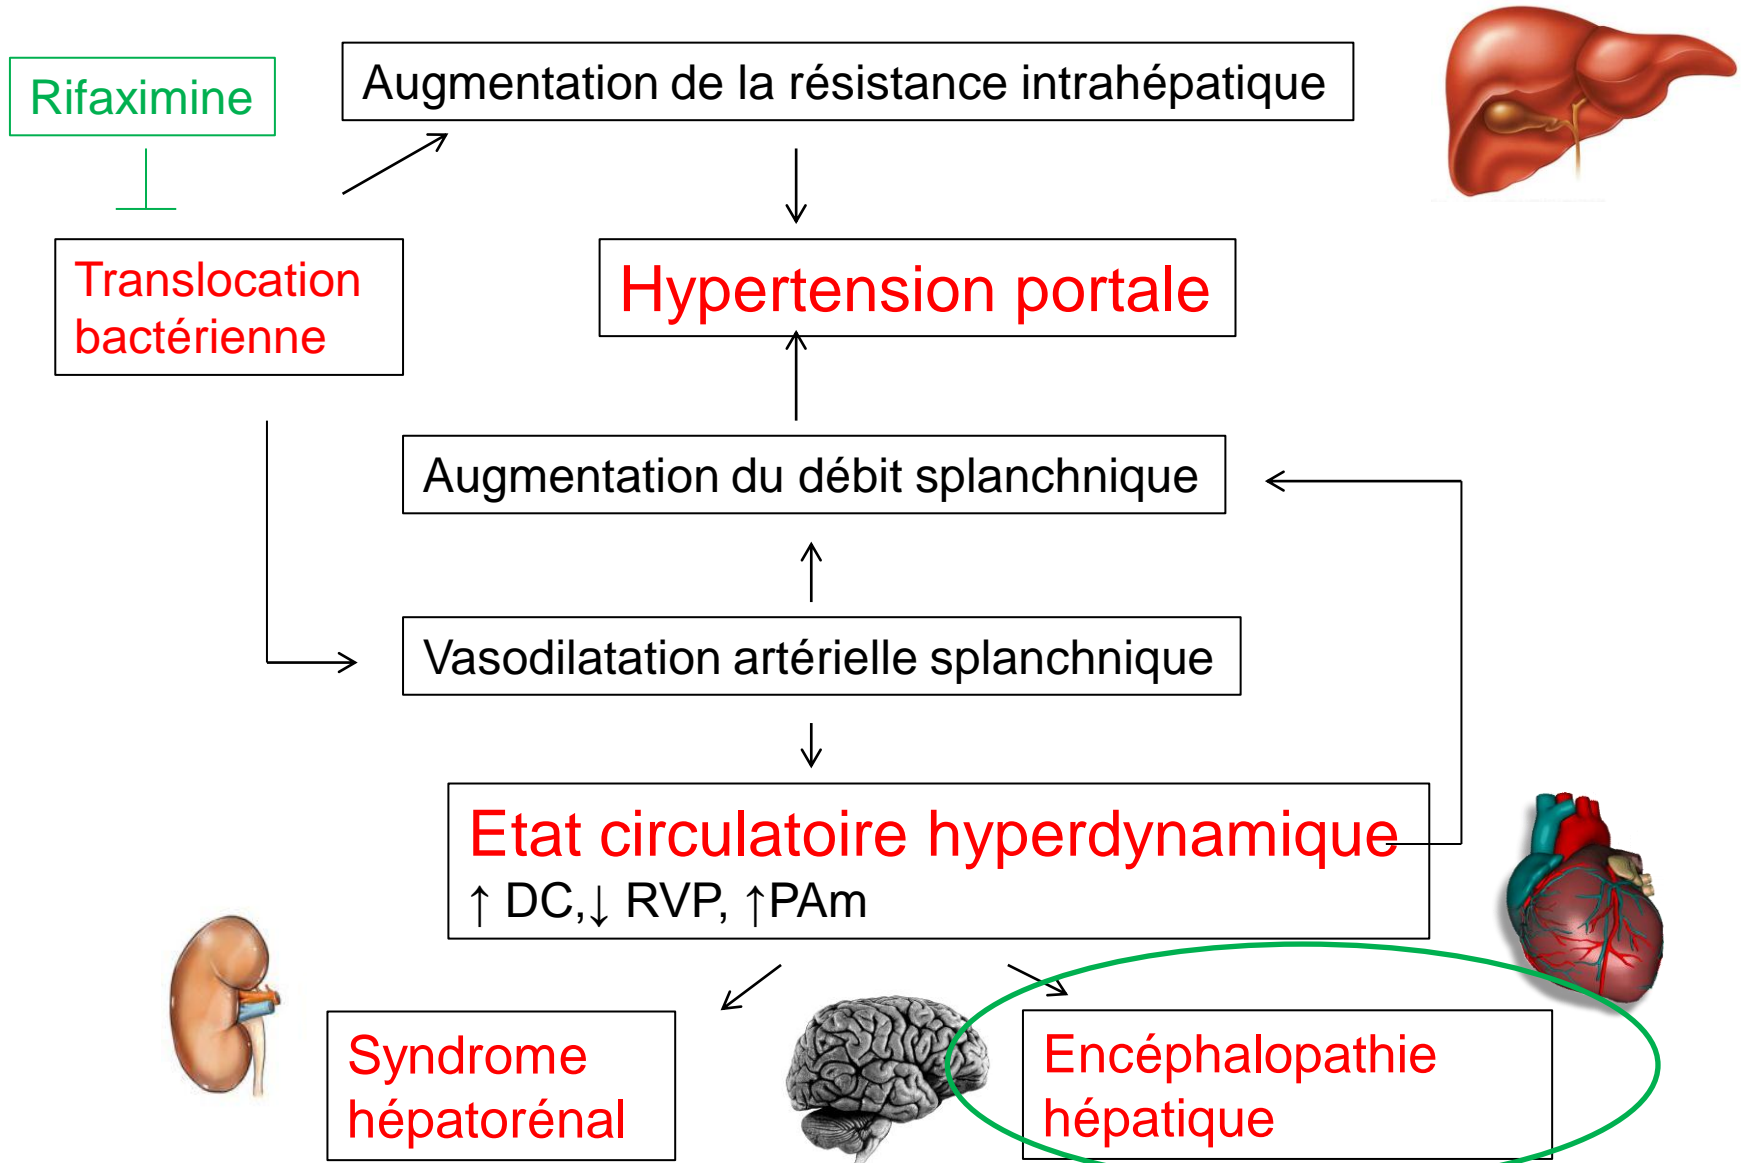 Augmentation de la résistance intrahépatique
Rifaximine
Translocation
bactérienne
Hypertension portale
Augmentation du débit splanchnique
Vasodilatation artérielle splanchnique
Etat circulatoire hyperdynamique
↑ DC,↓ RVP, ↑PAm
Syndrome
hépatorénal
Encéphalopathie
hépatique